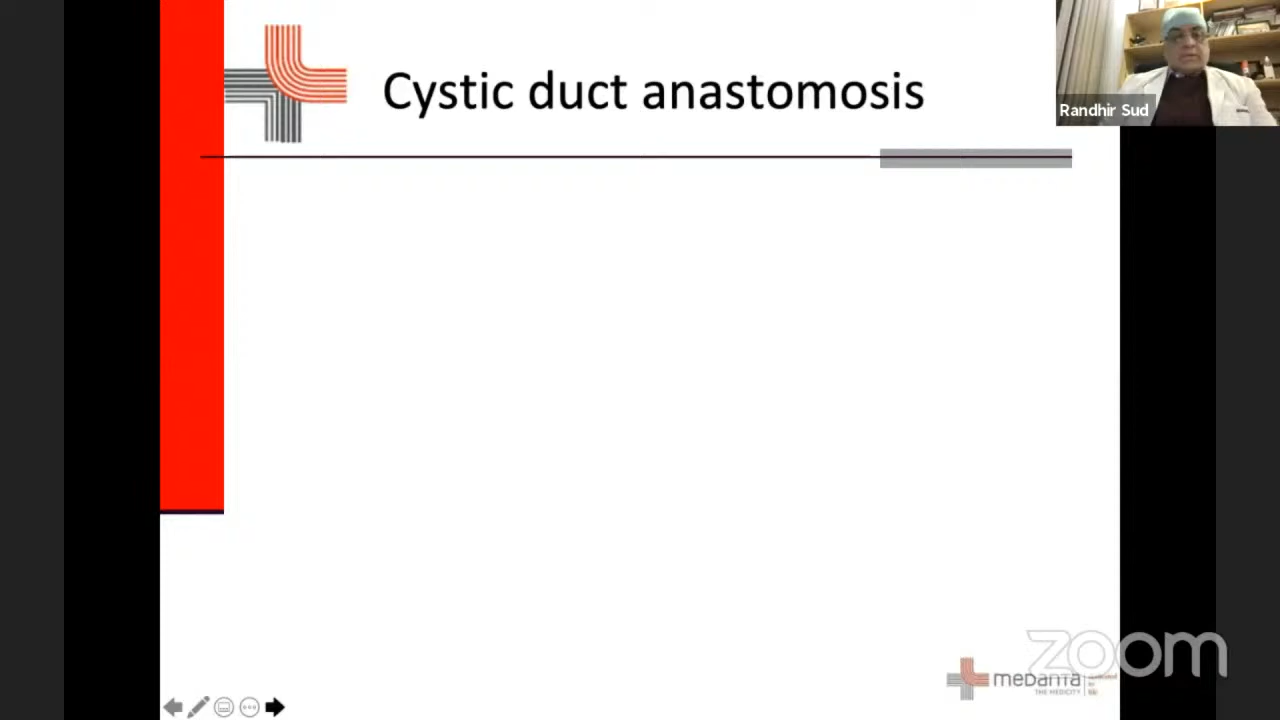 Cystic duct anastomosis
Randhir Sud
zoom
medanta
THE MEDICITY